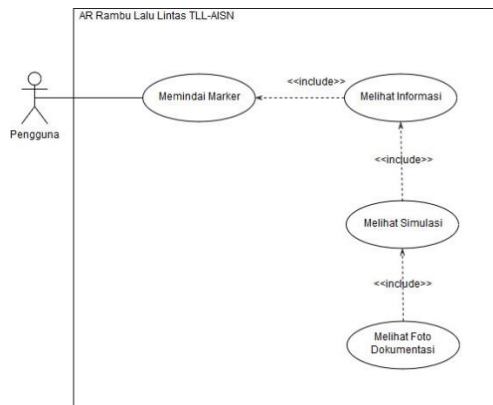 AR Rambu Lalu Lintas TLL-AISN
<<include>>
Memindai Marker
Melihat Informasi
Pengguna
<<include>>
Melihat Simulasi
<<include>>
Melihat Foto
Dokumentasi